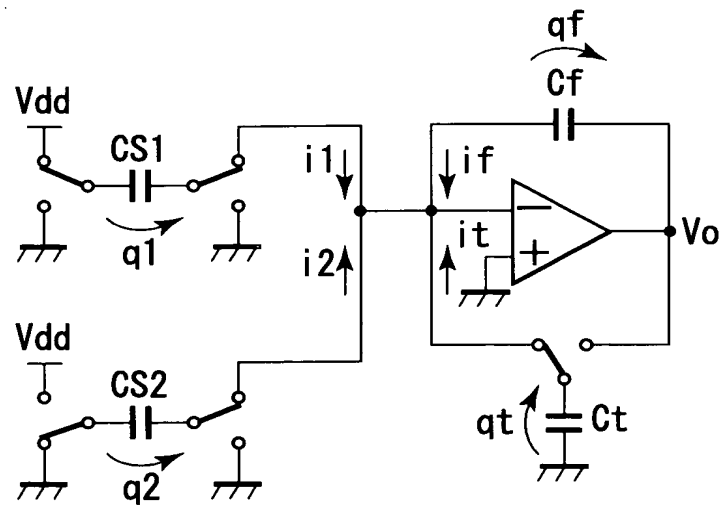 qf
Cf
Vdd
CS1
i1
if
q1
i2
it
−
+
Vo
Vdd
CS2
q2
qt
Ct